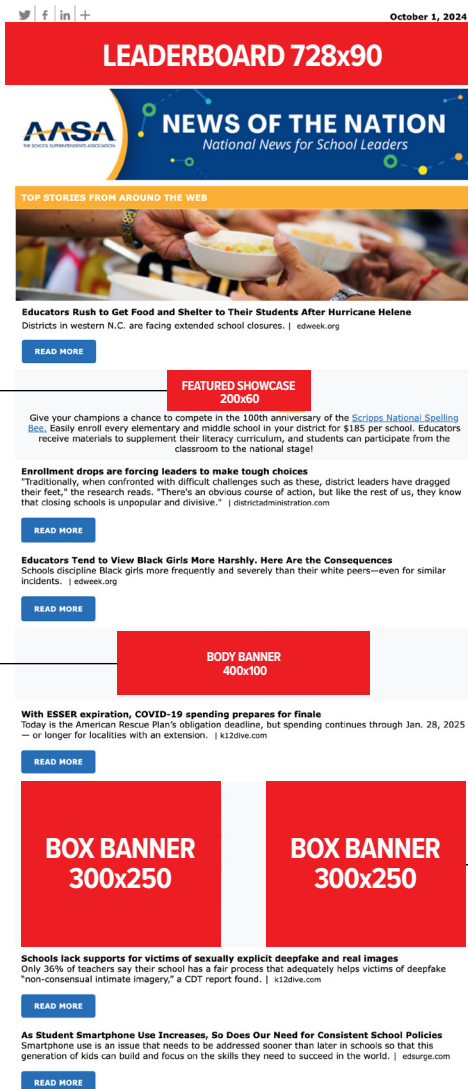 October 1, 2024
LEADERBOARD 728x90
AASA
THE SCHOOL SUPERINTENDENTS ASSOCIATION
NEWS OF THE NATION
National News for School Leaders
TOP STORIES FROM AROUND THE WEB
Educators Rush to Get Food and Shelter to Their Students After Hurricane Helene
Districts in western N.C. are facing extended school closures. | edweek.org
READ MORE
FEATURED SHOWCASE
200x60
Give your champions a chance to compete in the 100th anniversary of the Scripps National Spelling
Bee. Easily enroll every elementary and middle school in your district for $185 per school. Educators
receive materials to supplement their literacy curriculum, and students can participate from the
classroom to the national stage!
Enrollment drops are forcing leaders to make tough choices
"Traditionally, when confronted with difficult challenges such as these, district leaders have dragged
their feet," the research reads. "There's an obvious course of action, but like the rest of us, they know
that closing schools is unpopular and divisive." | districtadministration.com
READ MORE
Educators Tend to View Black Girls More Harshly. Here Are the Consequences
Schools discipline Black girls more frequently and severely than their white peers—even for similar
incidents. | edweek.org
READ MORE
BODY BANNER
400x100
With ESSER expiration, COVID-19 spending prepares for finale
Today is the American Rescue Plan's obligation deadline, but spending continues through Jan. 28, 2025
— or longer for localities with an extension. | k12dive.com
READ MORE
BOX BANNER
300x250
BOX BANNER
300x250
Schools lack supports for victims of sexually explicit deepfake and real images
Only 36% of teachers say their school has a fair process that adequately helps victims of deepfake
"non-consensual intimate imagery," a CDT report found. | k12dive.com
READ MORE
As Student Smartphone Use Increases, So Does Our Need for Consistent School Policies
Smartphone use is an issue that needs to be addressed sooner than later in schools so that this
generation of kids can build and focus on the skills they need to succeed in the world. | edsurge.com
READ MORE